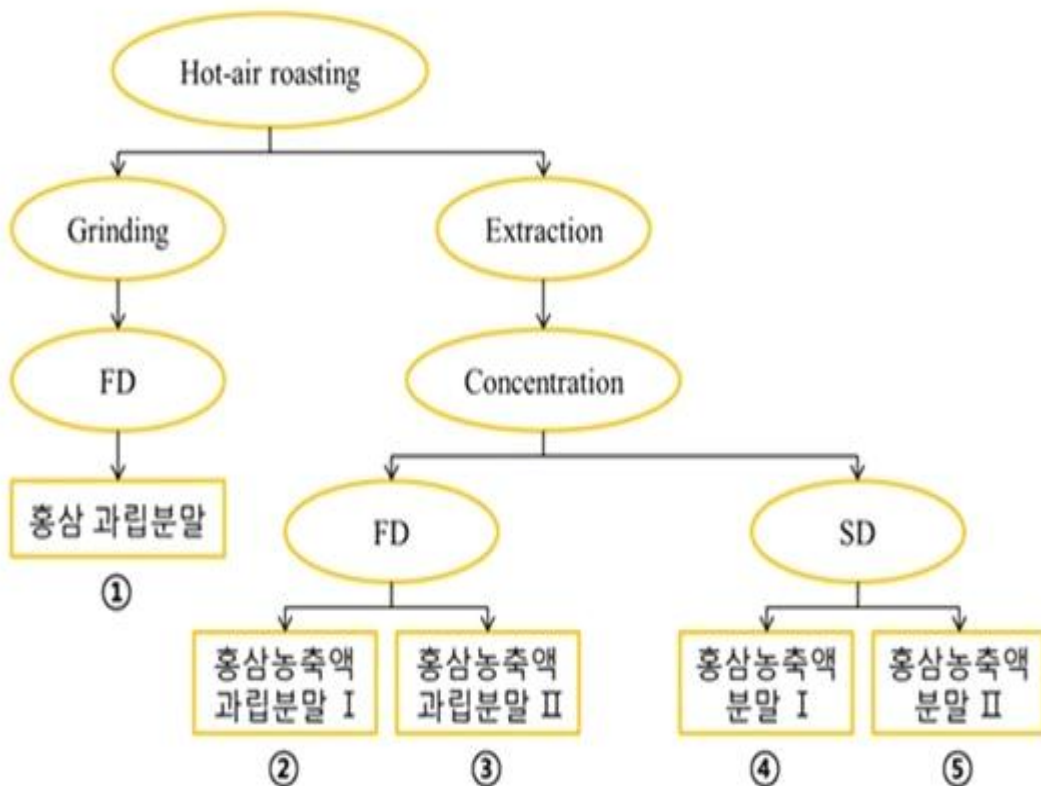 Hot-air roasting
Grinding
Extraction
FD
Concentration
홍삼 과립분말
①
FD
SD
홍삼농축액
과립분말 Ⅰ
②
홍삼농축액
과립분말 Ⅱ
③
홍삼농축액
분말 Ⅰ
④
홍삼농축액
분말 Ⅱ
⑤